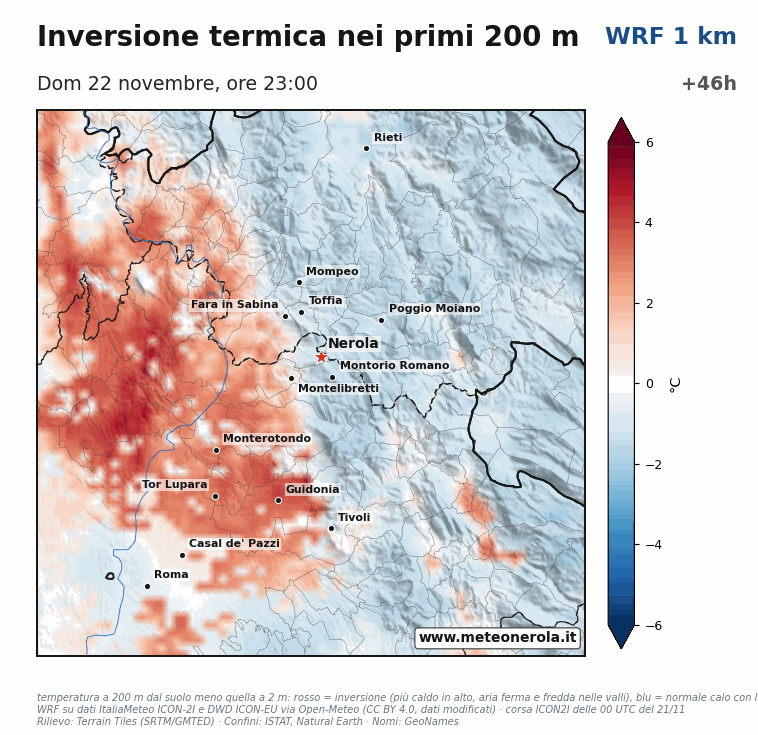 Inversione termica nei primi 200 m WRF 1 km
Dom 22 novembre, ore 23:00 +46h
Rieti
Mompeo
Toffia
Fara in Sabina
Poggio Moiano
Nerola
Montorio Romano
Montelibretti
Monterotondo
Tor Lupara
Guidonia
Tivoli
Casal de' Pazzi
Roma
www.meteonerola.it
6
4
2
0
−2
−4
−6
°C
temperatura a 200 m dal suolo meno quella a 2 m: rosso = inversione (più caldo in alto, aria ferma e fredda nelle valli), blu = normale calo con l
WRF su dati ItaliaMeteo ICON-2I e DWD ICON-EU via Open-Meteo (CC BY 4.0, dati modificati) · corsa ICON2I delle 00 UTC del 21/11
Rilievo: Terrain Tiles (SRTM/GMTED) · Confini: ISTAT, Natural Earth · Nomi: GeoNames